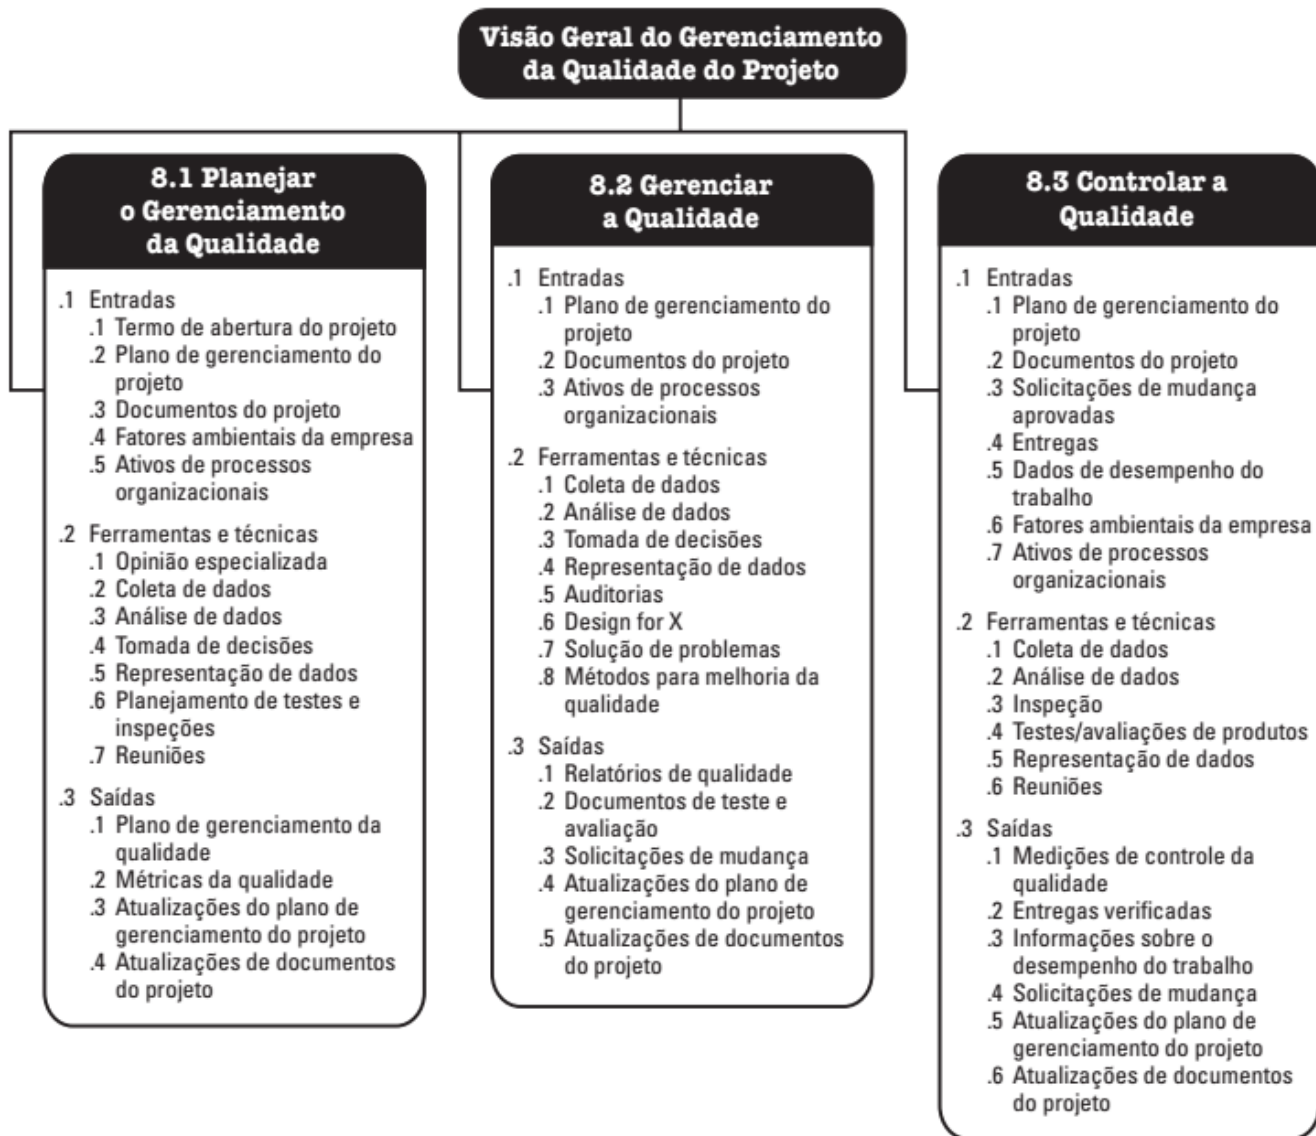 Visão Geral do Gerenciamento
da Qualidade do Projeto
8.1 Planejar
o Gerenciamento
da Qualidade
.1 Entradas
.1 Termo de abertura do projeto
.2 Plano de gerenciamento do
projeto
.3 Documentos do projeto
.4 Fatores ambientais da empresa
.5 Ativos de processos
organizacionais
.2 Ferramentas e técnicas
.1 Opinião especializada
.2 Coleta de dados
.3 Análise de dados
.4 Tomada de decisões
.5 Representação de dados
.6 Planejamento de testes e
inspeções
.7 Reuniões
.3 Saídas
.1 Plano de gerenciamento da
qualidade
.2 Métricas da qualidade
.3 Atualizações do plano de
gerenciamento do projeto
.4 Atualizações de documentos
do projeto
8.2 Gerenciar
a Qualidade
.1 Entradas
.1 Plano de gerenciamento do
projeto
.2 Documentos do projeto
.3 Ativos de processos
organizacionais
.2 Ferramentas e técnicas
.1 Coleta de dados
.2 Análise de dados
.3 Tomada de decisões
.4 Representação de dados
.5 Auditorias
.6 Design for X
.7 Solução de problemas
.8 Métodos para melhoria da
qualidade
.3 Saídas
.1 Relatórios de qualidade
.2 Documentos de teste e
avaliação
.3 Solicitações de mudança
.4 Atualizações do plano de
gerenciamento do projeto
.5 Atualizações de documentos
do projeto
8.3 Controlar a
Qualidade
.1 Entradas
.1 Plano de gerenciamento do
projeto
.2 Documentos do projeto
.3 Solicitações de mudança
aprovadas
.4 Entregas
.5 Dados de desempenho do
trabalho
.6 Fatores ambientais da empresa
.7 Ativos de processos
organizacionais
.2 Ferramentas e técnicas
.1 Coleta de dados
.2 Análise de dados
.3 Inspeção
.4 Testes/avaliações de produtos
.5 Representação de dados
.6 Reuniões
.3 Saídas
.1 Medições de controle da
qualidade
.2 Entregas verificadas
.3 Informações sobre o
desempenho do trabalho
.4 Solicitações de mudança
.5 Atualizações do plano de
gerenciamento do projeto
.6 Atualizações de documentos
do projeto